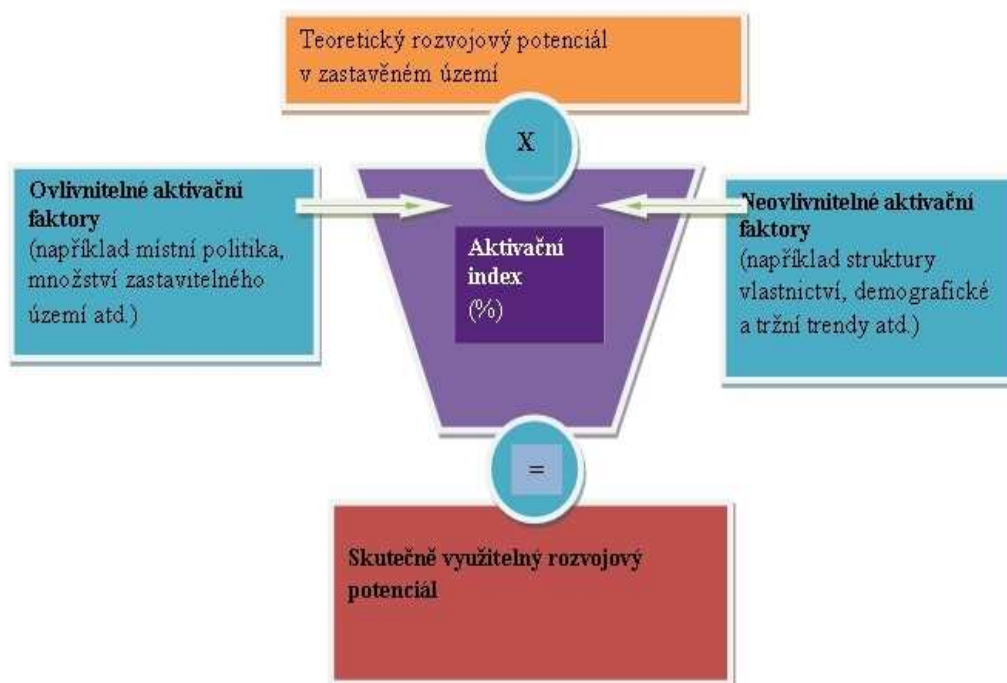 Teoretický rozvojový potenciál
v zastavěném území
X
Ovlivnitelné aktivační
faktory
(například místní politika,
množství zastavitelného
území atd.)
Aktivační
index
(%)
Neovlivnitelné aktivační
faktory
(například struktury
vlastnictví, demografické
a tržní trendy atd.)
=
Skutečně využitelný rozvojový
potenciál